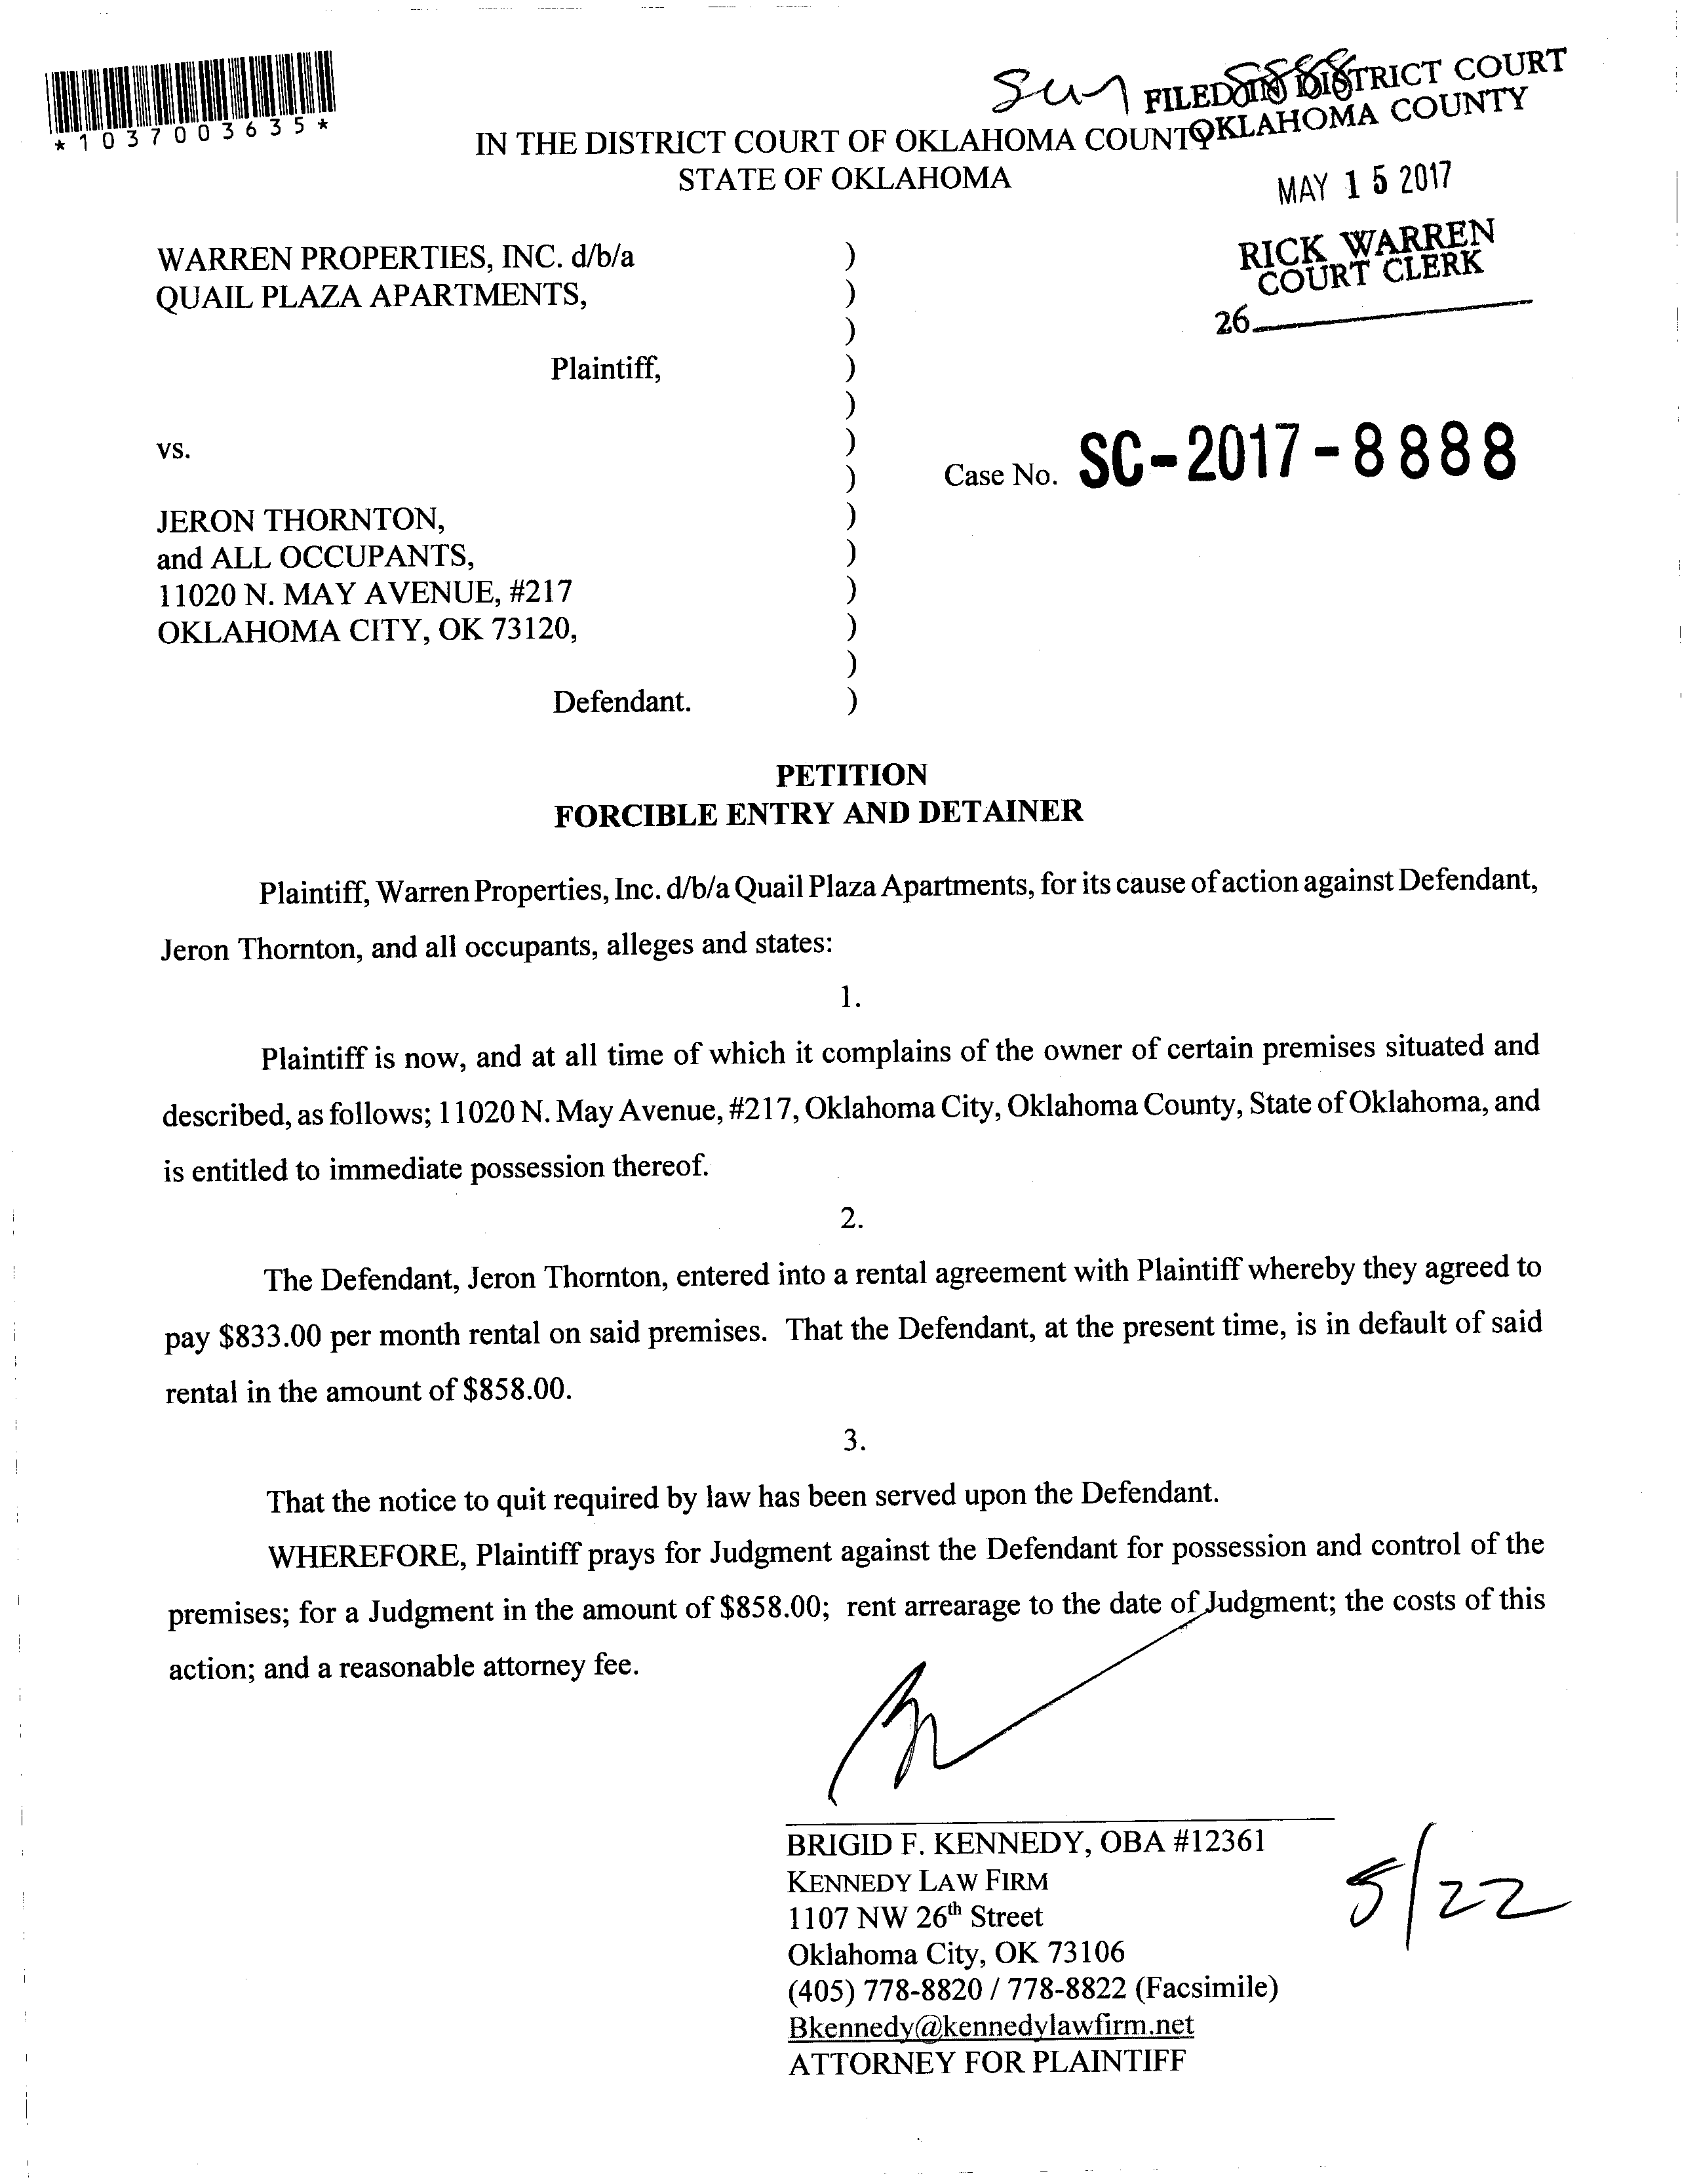 *1037003635*
8888
FILED IN DISTRICT COURT
OKLAHOMA COUNTY
IN THE DISTRICT COURT OF OKLAHOMA COUNTY
STATE OF OKLAHOMA
MAY 15 2017
RICK WARREN
COURT CLERK
26
WARREN PROPERTIES, INC. d/b/a )
QUAIL PLAZA APARTMENTS, )
)
Plaintiff, )
)
vs. )
) Case No. SC-2017-8888
JERON THORNTON, )
and ALL OCCUPANTS, )
11020 N. MAY AVENUE, #217 )
OKLAHOMA CITY, OK 73120, )
)
Defendant. )
PETITION
FORCIBLE ENTRY AND DETAINER
Plaintiff, Warren Properties, Inc. d/b/a Quail Plaza Apartments, for its cause of action against Defendant,
Jeron Thornton, and all occupants, alleges and states:
1.
Plaintiff is now, and at all time of which it complains of the owner of certain premises situated and
described, as follows; 11020 N. May Avenue, #217, Oklahoma City, Oklahoma County, State of Oklahoma, and
is entitled to immediate possession thereof.
2.
The Defendant, Jeron Thornton, entered into a rental agreement with Plaintiff whereby they agreed to
pay $833.00 per month rental on said premises. That the Defendant, at the present time, is in default of said
rental in the amount of $858.00.
3.
That the notice to quit required by law has been served upon the Defendant.
WHEREFORE, Plaintiff prays for Judgment against the Defendant for possession and control of the
premises; for a Judgment in the amount of $858.00; rent arrearage to the date of Judgment; the costs of this
action; and a reasonable attorney fee.
BRIGID F. KENNEDY, OBA #12361
KENNEDY LAW FIRM
1107 NW 26th Street
Oklahoma City, OK 73106
(405) 778-8820 / 778-8822 (Facsimile)
Bkennedy@kennedylawfirm.net
ATTORNEY FOR PLAINTIFF
5/22